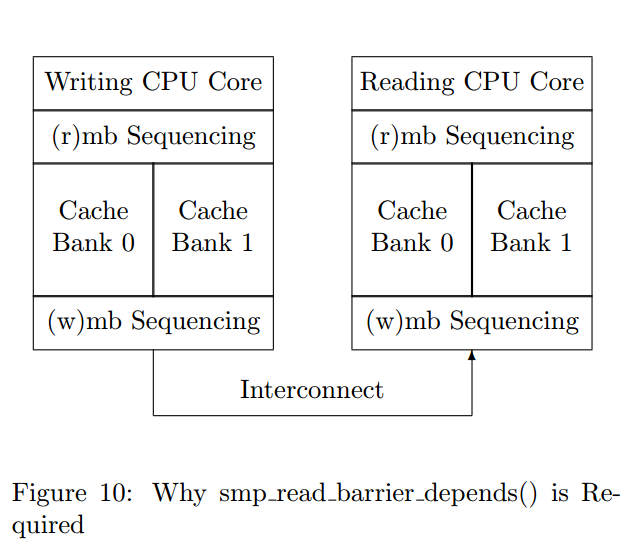 Writing CPU Core
Reading CPU Core
(r)mb Sequencing
(r)mb Sequencing
Cache
Bank 0
Cache
Bank 1
Cache
Bank 0
Cache
Bank 1
(w)mb Sequencing
(w)mb Sequencing
Interconnect
Figure 10: Why smp_read_barrier_depends() is Re-
quired